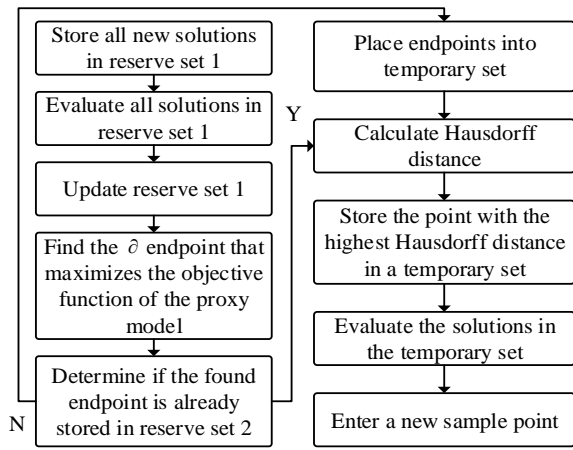 Store all new solutions
in reserve set 1
Evaluate all solutions in
reserve set 1
Update reserve set 1
Find the ∂ endpoint that
maximizes the objective
function of the proxy
model
Determine if the found
endpoint is already
stored in reserve set 2
N
Y
Place endpoints into
temporary set
Calculate Hausdorff
distance
Store the point with the
highest Hausdorff distance
in a temporary set
Evaluate the solutions in
the temporary set
Enter a new sample point